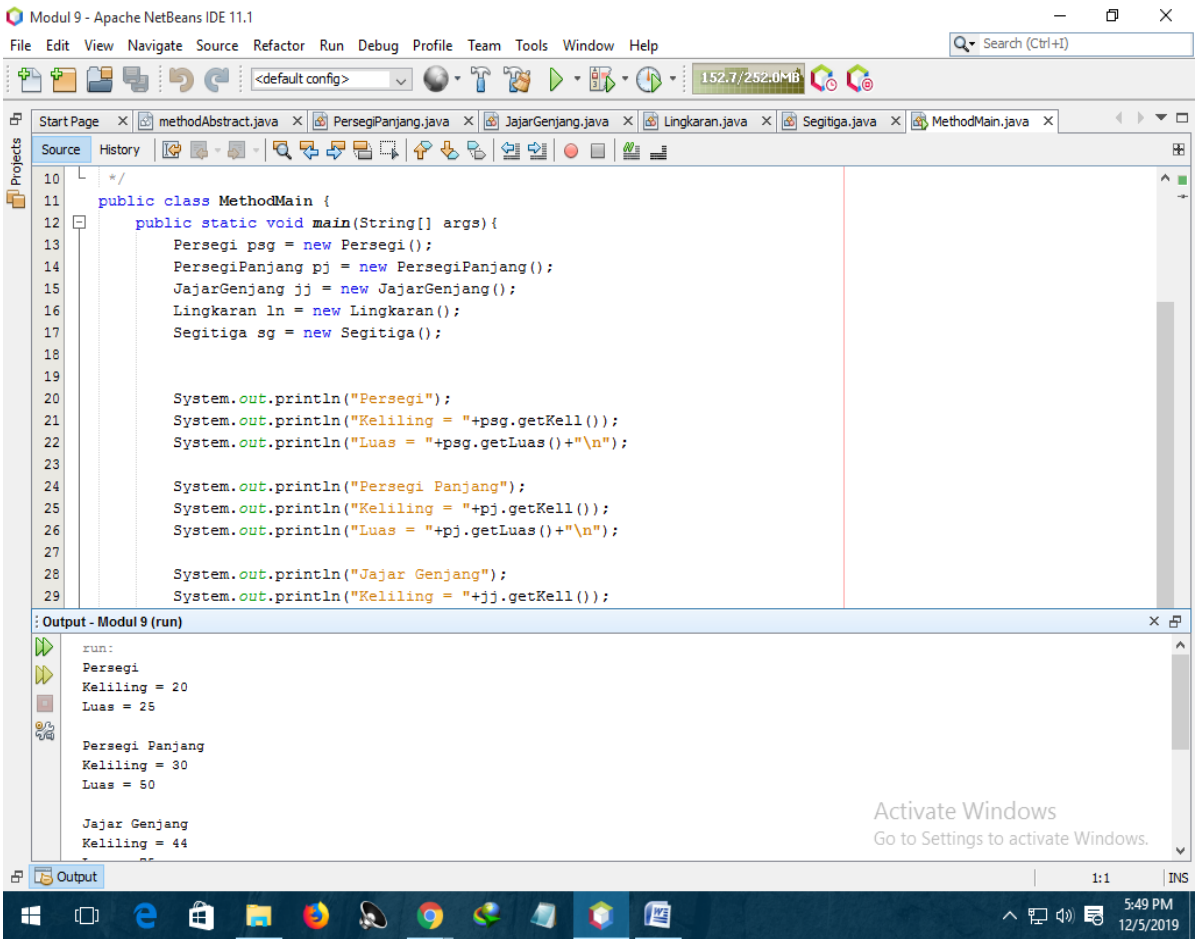 Modul 9 - Apache NetBeans IDE 11.1
File Edit View Navigate Source Refactor Run Debug Profile Team Tools Window Help
Search (Ctrl+I)
<default config>
152.7/252.0MB
Start Page methodAbstract.java PersegiPanjang.java JajarGenjang.java Lingkaran.java Segitiga.java MethodMain.java
Projects
Source History
10 */
11 public class MethodMain {
12 public static void main(String[] args){
13 Persegi psg = new Persegi();
14 PersegiPanjang pj = new PersegiPanjang();
15 JajarGenjang jj = new JajarGenjang();
16 Lingkaran ln = new Lingkaran();
17 Segitiga sg = new Segitiga();
18
19
20 System.out.println("Persegi");
21 System.out.println("Keliling = "+psg.getKell());
22 System.out.println("Luas = "+psg.getLuas()+"\n");
23
24 System.out.println("Persegi Panjang");
25 System.out.println("Keliling = "+pj.getKell());
26 System.out.println("Luas = "+pj.getLuas()+"\n");
27
28 System.out.println("Jajar Genjang");
29 System.out.println("Keliling = "+jj.getKell());
Output - Modul 9 (run)
run:
Persegi
Keliling = 20
Luas = 25
Persegi Panjang
Keliling = 30
Luas = 50
Jajar Genjang
Keliling = 44
Activate Windows
Go to Settings to activate Windows.
Output
1:1 INS
5:49 PM
12/5/2019